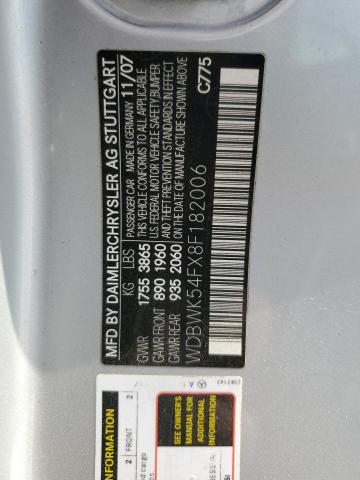 MFD BY DAIMLERCHRYSLER AG STUTTGART
PASSENGER CAR / MADE IN GERMANY 11/07
KG LBS THIS VEHICLE CONFORMS TO ALL APPLICABLE
GVWR 1755 3865 U.S. FEDERAL MOTOR VEHICLE SAFETY, BUMPER
GAWR FRONT 890 1960 AND THEFT PREVENTION STANDARDS IN EFFECT
GAWR REAR 935 2060 ON THE DATE OF MANUFACTURE SHOWN ABOVE
C775
WDBWK54FX8F182006
INFORMATION
2 FRONT 2
SEE OWNER'S
MANUAL FOR
ADDITIONAL
INFORMATION